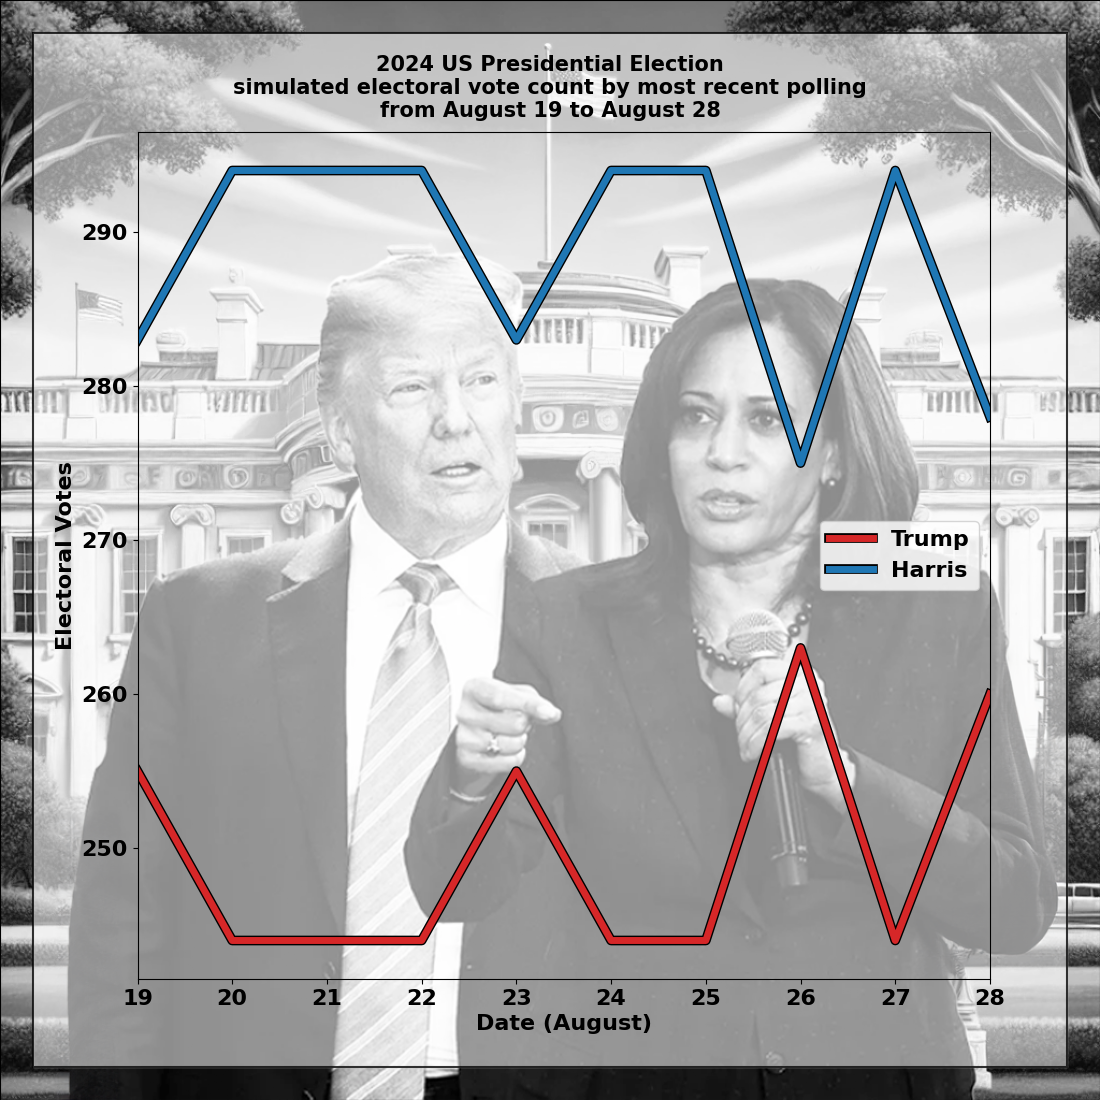 2024 US Presidential Election
simulated electoral vote count by most recent polling
from August 19 to August 28
290
280
270
260
250
Electoral Votes
Trump
Harris
19 20 21 22 23 24 25 26 27 28
Date (August)